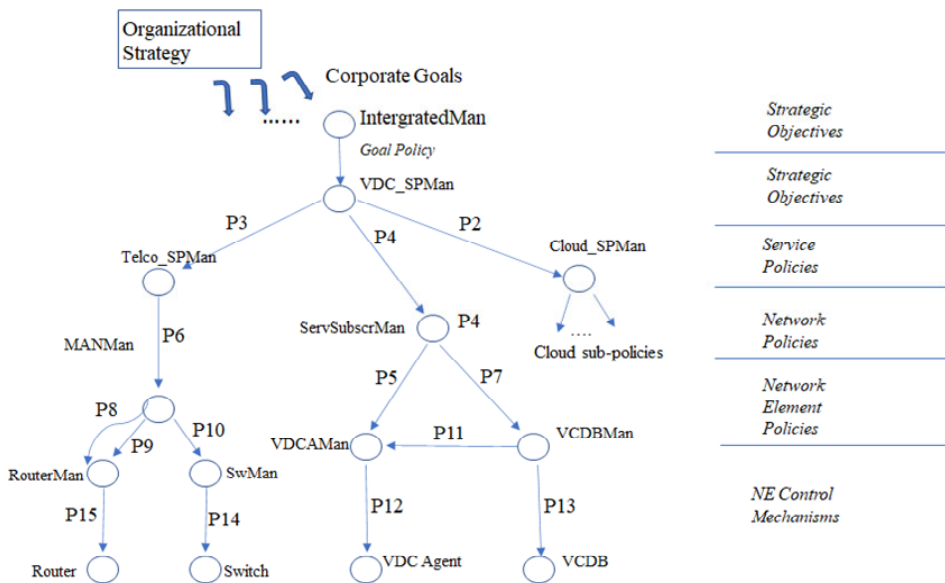 Organizational
Strategy
Corporate Goals
......
IntergratedMan
Goal Policy
VDC_SPMan
Strategic
Objectives
Strategic
Objectives
P3
P4
P2
Telco_SPMan
Cloud_SPMan
Service
Policies
P6
MANMan
ServSubscrMan
P4
....
Cloud sub-policies
Network
Policies
P5
P7
P8
P9
P10
VDCAMan
P11
VCDBMan
Network
Element
Policies
RouterMan
SwMan
P15
P14
P12
P13
NE Control
Mechanisms
Router
Switch
VDC Agent
VCDB